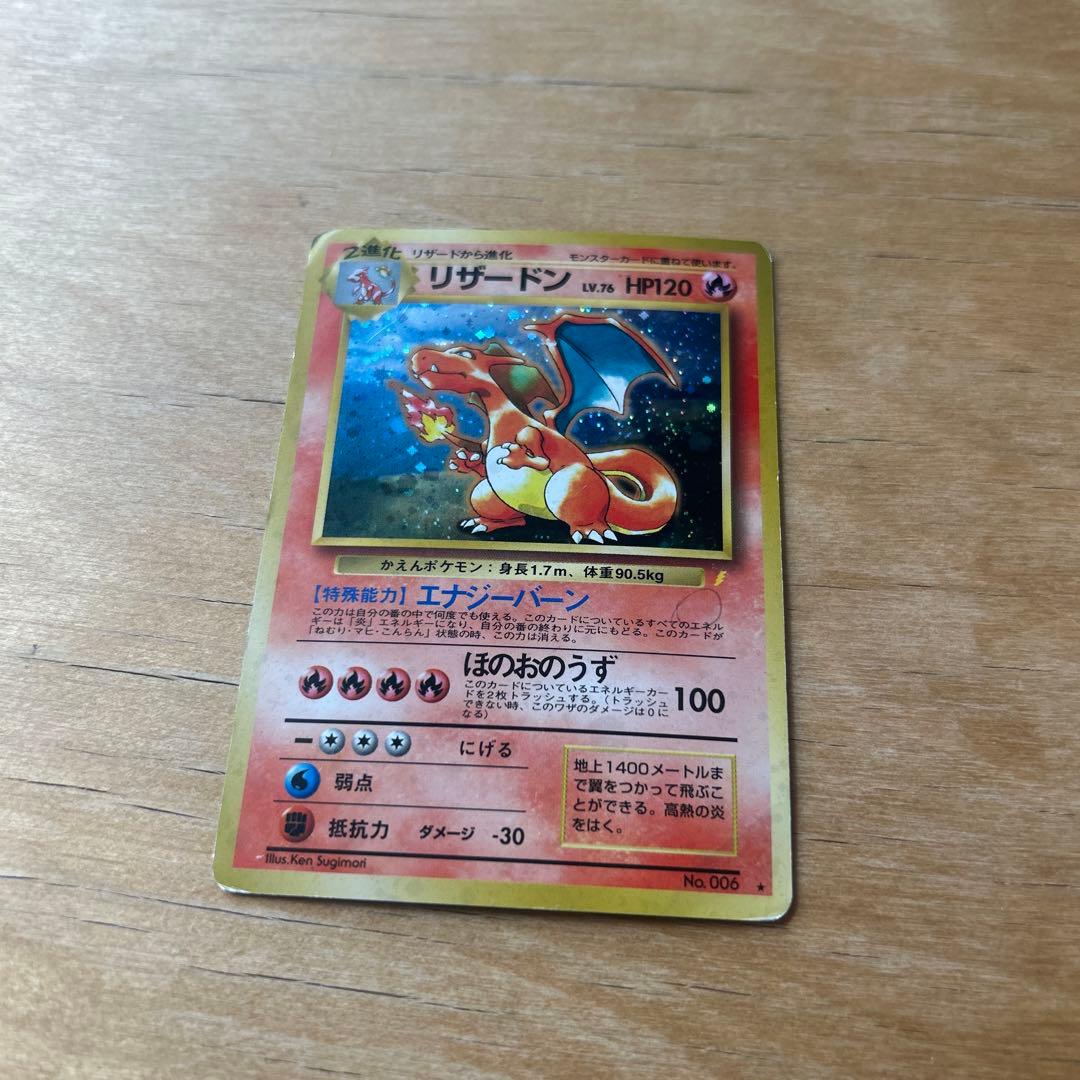 2進化 リザードから進化 モンスターカードに重ねて使います。
リザードン LV.76 HP120
かえんポケモン：身長1.7m、体重90.5kg
【特殊能力】エナジーバーン
この力は自分の番の中で何度でも使える。このカードについているすべてのエネル
ギーは「炎」エネルギーになり、自分の番の終わりに元にもどる。このカードが
「ねむり・マヒ・こんらん」状態の時、この力は消える。
ほのおのうず
このカードについているエネルギーカー
ドを2枚トラッシュする。（トラッシュ
できない時、このワザのダメージは0に
なる）
100
にげる
弱点
抵抗力 ダメージ -30
地上1400メートルま
で翼をつかって飛ぶこ
とができる。高熱の炎
をはく。
Illus.Ken Sugimori
No. 006